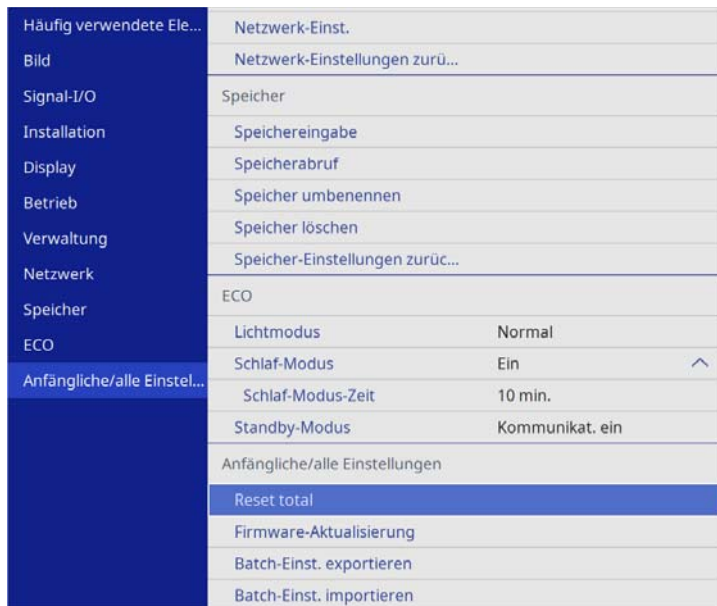 Häufig verwendete Ele...
Bild
Signal-I/O
Installation
Display
Betrieb
Verwaltung
Netzwerk
Speicher
ECO
Anfängliche/alle Einstel...
Netzwerk-Einst.
Netzwerk-Einstellungen zurü...
Speicher
Speichereingabe
Speicherabruf
Speicher umbenennen
Speicher löschen
Speicher-Einstellungen zurüc...
ECO
Lichtmodus Normal
Schlaf-Modus Ein
Schlaf-Modus-Zeit 10 min.
Standby-Modus Kommunikat. ein
Anfängliche/alle Einstellungen
Reset total
Firmware-Aktualisierung
Batch-Einst. exportieren
Batch-Einst. importieren